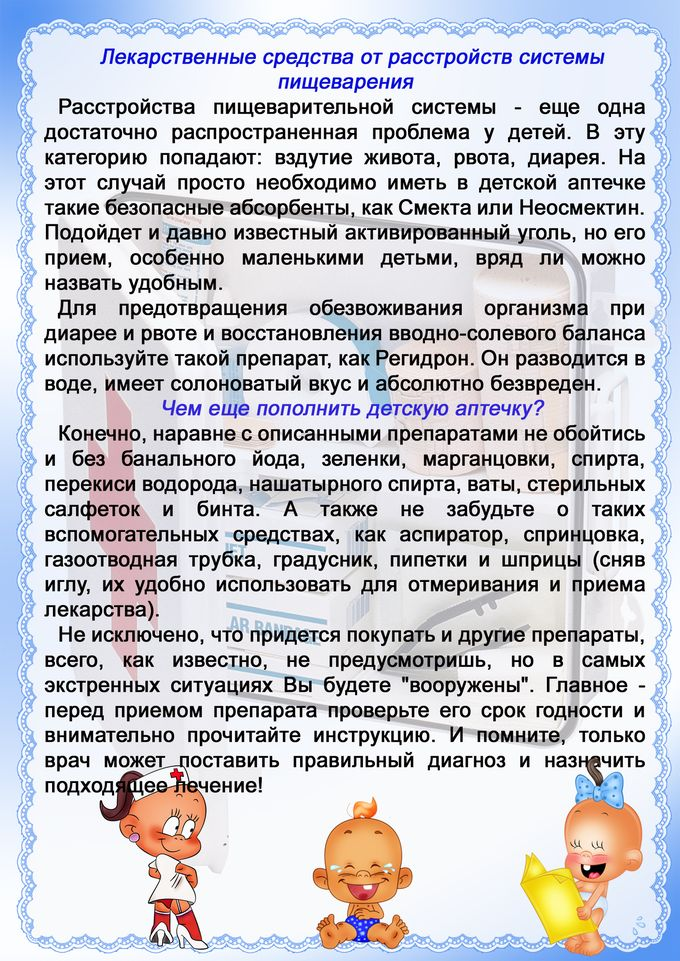 Лекарственные средства от расстройств системы
пищеварения
Расстройства пищеварительной системы - еще одна
достаточно распространенная проблема у детей. В эту
категорию попадают: вздутие живота, рвота, диарея. На
этот случай просто необходимо иметь в детской аптечке
такие безопасные абсорбенты, как Смекта или Неосмектин.
Подойдет и давно известный активированный уголь, но его
прием, особенно маленькими детьми, вряд ли можно
назвать удобным.
Для предотвращения обезвоживания организма при
диарее и рвоте и восстановления вводно-солевого баланса
используйте такой препарат, как Регидрон. Он разводится в
воде, имеет солоноватый вкус и абсолютно безвреден.
Чем еще пополнить детскую аптечку?
Конечно, наравне с описанными препаратами не обойтись
и без банального йода, зеленки, марганцовки, спирта,
перекиси водорода, нашатырного спирта, ваты, стерильных
салфеток и бинта. А также не забудьте о таких
вспомогательных средствах, как аспиратор, спринцовка,
газоотводная трубка, градусник, пипетки и шприцы (сняв
иглу, их удобно использовать для отмеривания и приема
лекарства).
Не исключено, что придется покупать и другие препараты,
всего, как известно, не предусмотришь, но в самых
экстренных ситуациях Вы будете "вооружены". Главное -
перед приемом препарата проверьте его срок годности и
внимательно прочитайте инструкцию. И помните, только
врач может поставить правильный диагноз и назначить
подходящее лечение!